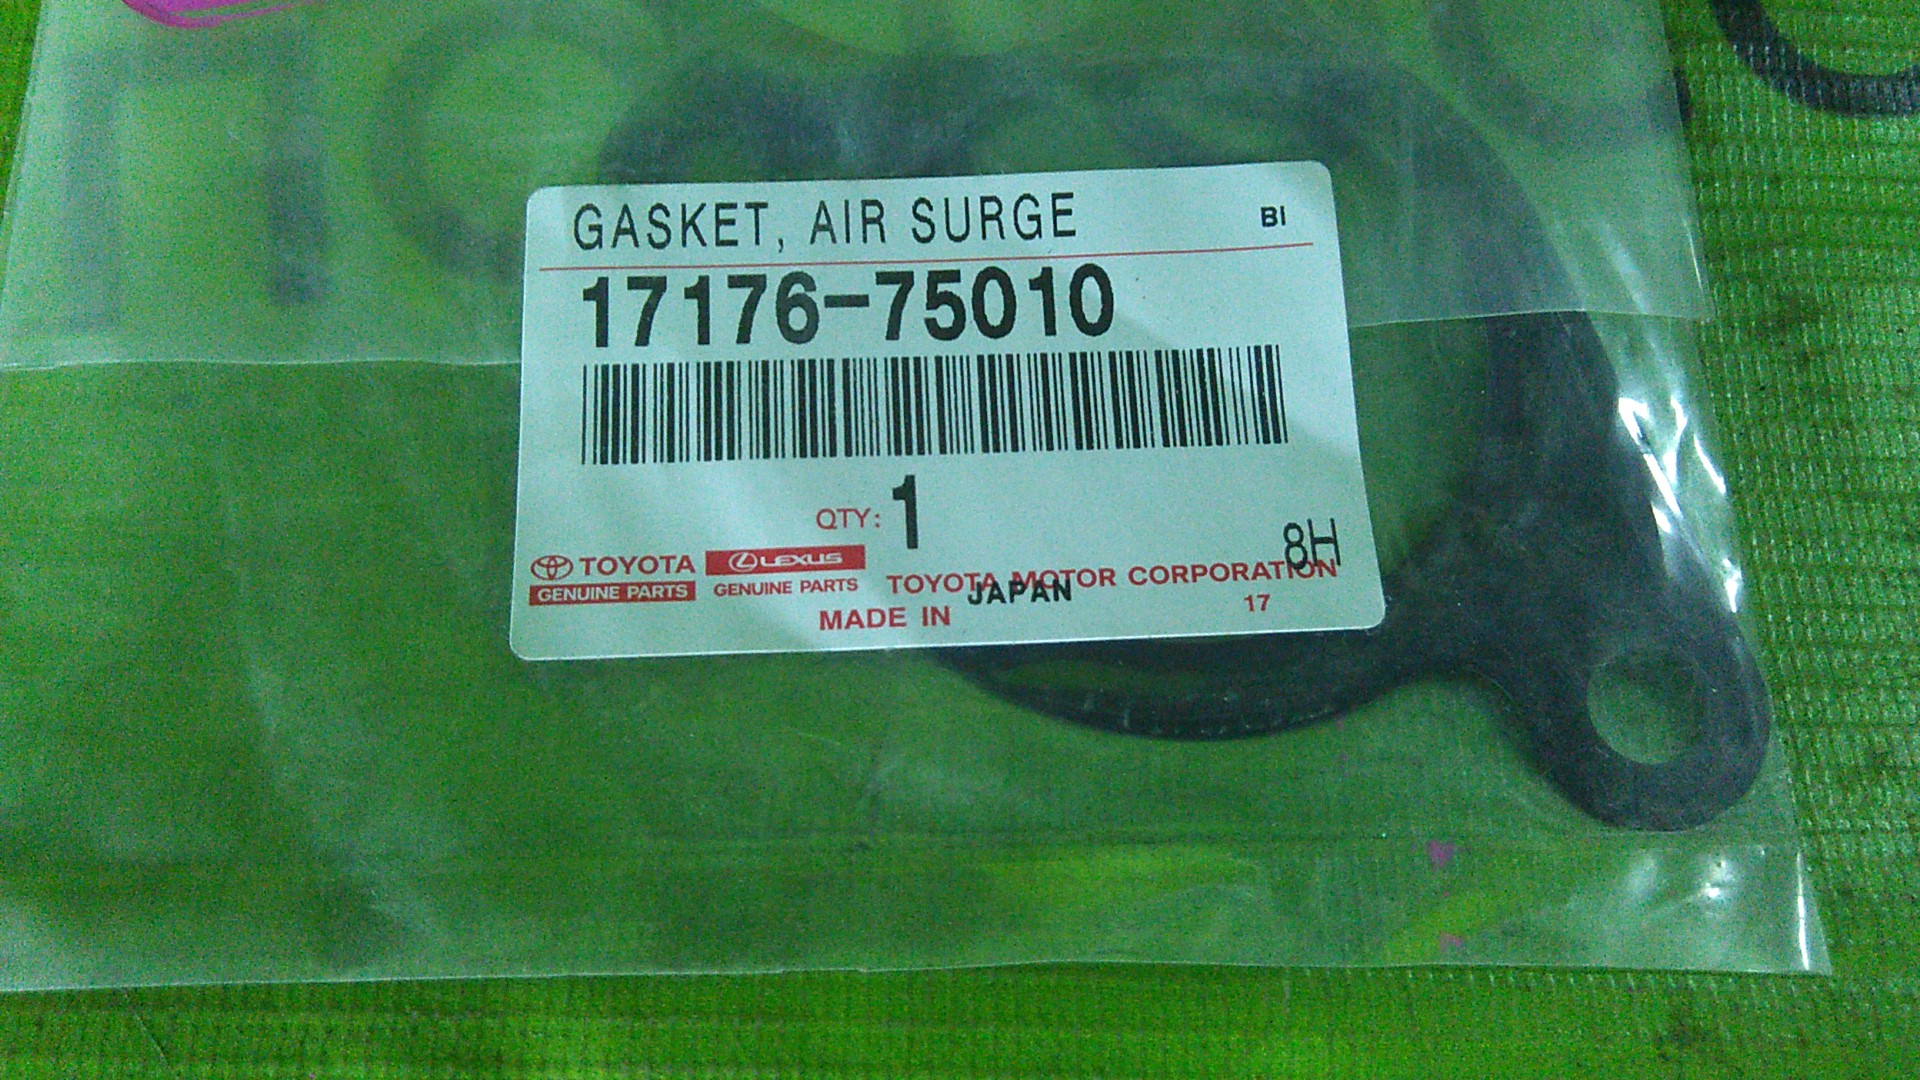 GASKET, AIR SURGE BI
17176-75010
QTY: 1
8H
TOYOTA LEXUS
GENUINE PARTS GENUINE PARTS TOYOTA MOTOR CORPORATION
MADE IN JAPAN 17